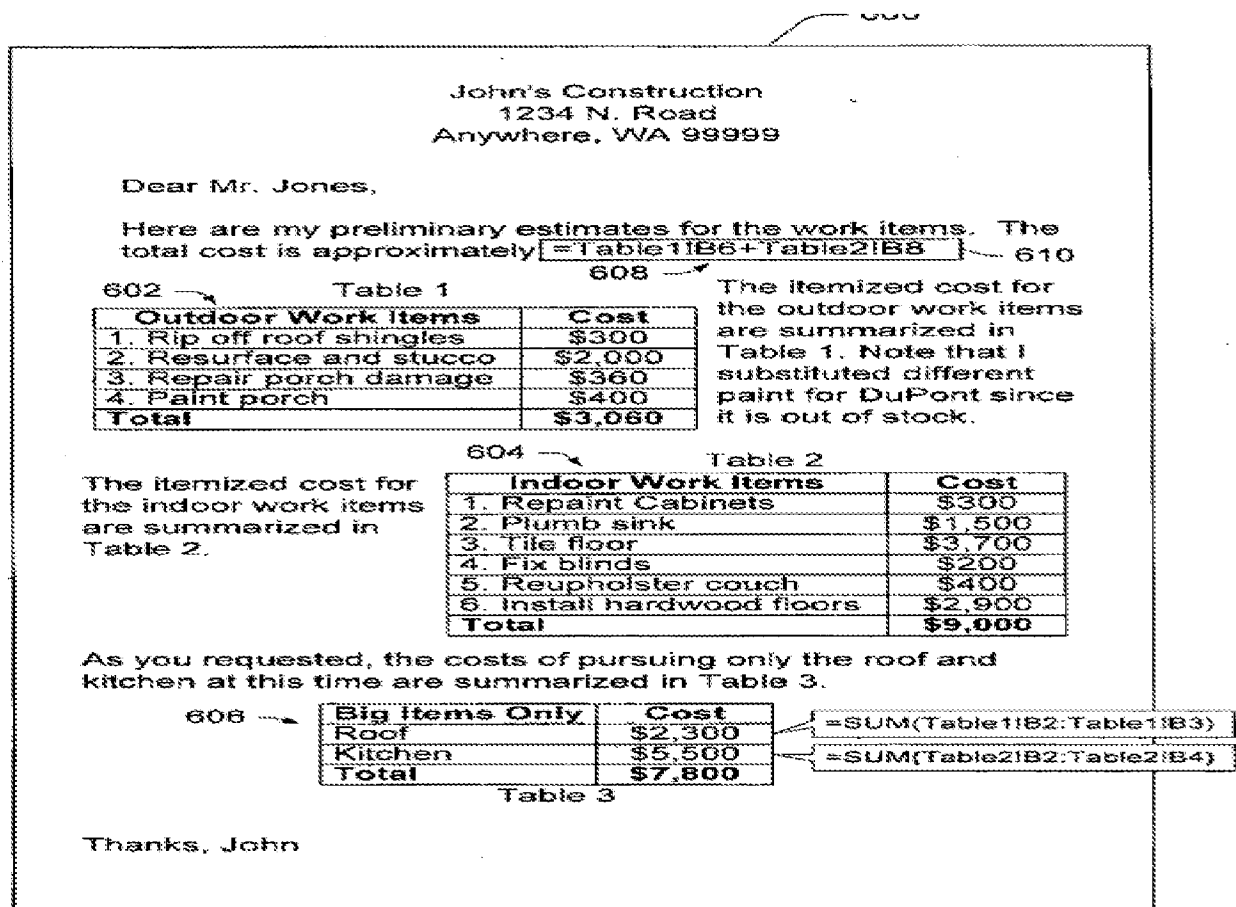 John's Construction
1234 N. Road
Anywhere, WA 99999
Dear Mr. Jones,
Here are my preliminary estimates for the work items. The
total cost is approximately =Table1!B6+Table2!B8 610
608
602 Table 1
Outdoor Work Items Cost
1. Rip off roof shingles $300
2. Resurface and stucco $2,000
3. Repair porch damage $360
4. Paint porch $400
Total $3,060
The itemized cost for
the outdoor work items
are summarized in
Table 1. Note that I
substituted different
paint for DuPont since
it is out of stock.
The itemized cost for
the indoor work items
are summarized in
Table 2.
604 Table 2
Indoor Work Items Cost
1. Repaint Cabinets $300
2. Plumb sink $1,500
3. Tile floor $3,700
4. Fix blinds $200
5. Reupholster couch $400
6. Install hardwood floors $2,900
Total $9,000
As you requested, the costs of pursuing only the roof and
kitchen at this time are summarized in Table 3.
606 Big Items Only Cost
Roof $2,300 =SUM(Table1!B2:Table1!B3)
Kitchen $5,500 =SUM(Table2!B2:Table2!B4)
Total $7,800
Table 3
Thanks, John